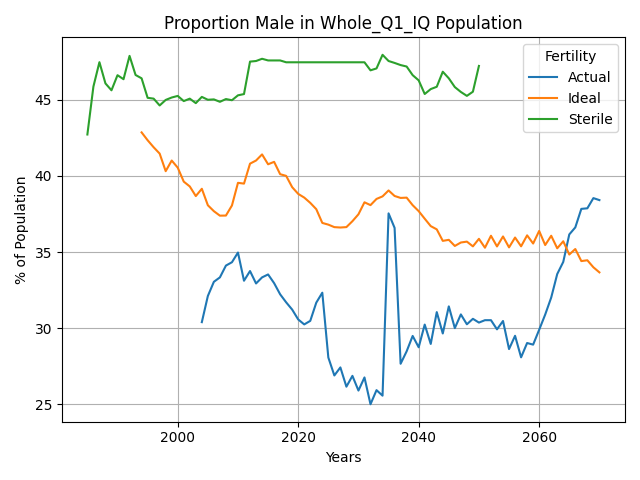 Proportion Male in Whole_Q1_IQ Population
Fertility
Actual
Ideal
Sterile
% of Population
45
40
35
30
25
2000
2020
2040
2060
Years